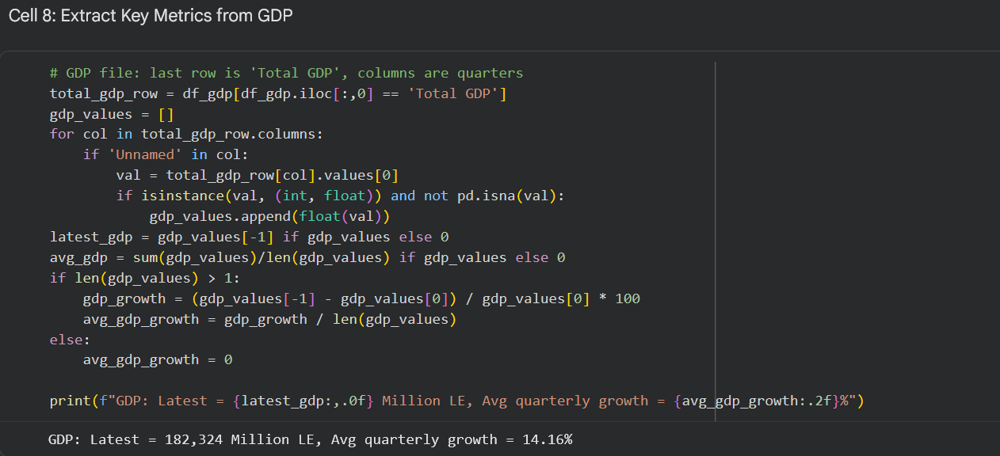 Cell 8: Extract Key Metrics from GDP
# GDP file: last row is 'Total GDP', columns are quarters
total_gdp_row = df_gdp[df_gdp.iloc[:,0] == 'Total GDP']
gdp_values = []
for col in total_gdp_row.columns:
    if 'Unnamed' in col:
        val = total_gdp_row[col].values[0]
        if isinstance(val, (int, float)) and not pd.isna(val):
            gdp_values.append(float(val))
latest_gdp = gdp_values[-1] if gdp_values else 0
avg_gdp = sum(gdp_values)/len(gdp_values) if gdp_values else 0
if len(gdp_values) > 1:
    gdp_growth = (gdp_values[-1] - gdp_values[0]) / gdp_values[0] * 100
    avg_gdp_growth = gdp_growth / len(gdp_values)
else:
    avg_gdp_growth = 0
print(f"GDP: Latest = {latest_gdp:,.0f} Million LE, Avg quarterly growth = {avg_gdp_growth:.2f}%")
GDP: Latest = 182,324 Million LE, Avg quarterly growth = 14.16%